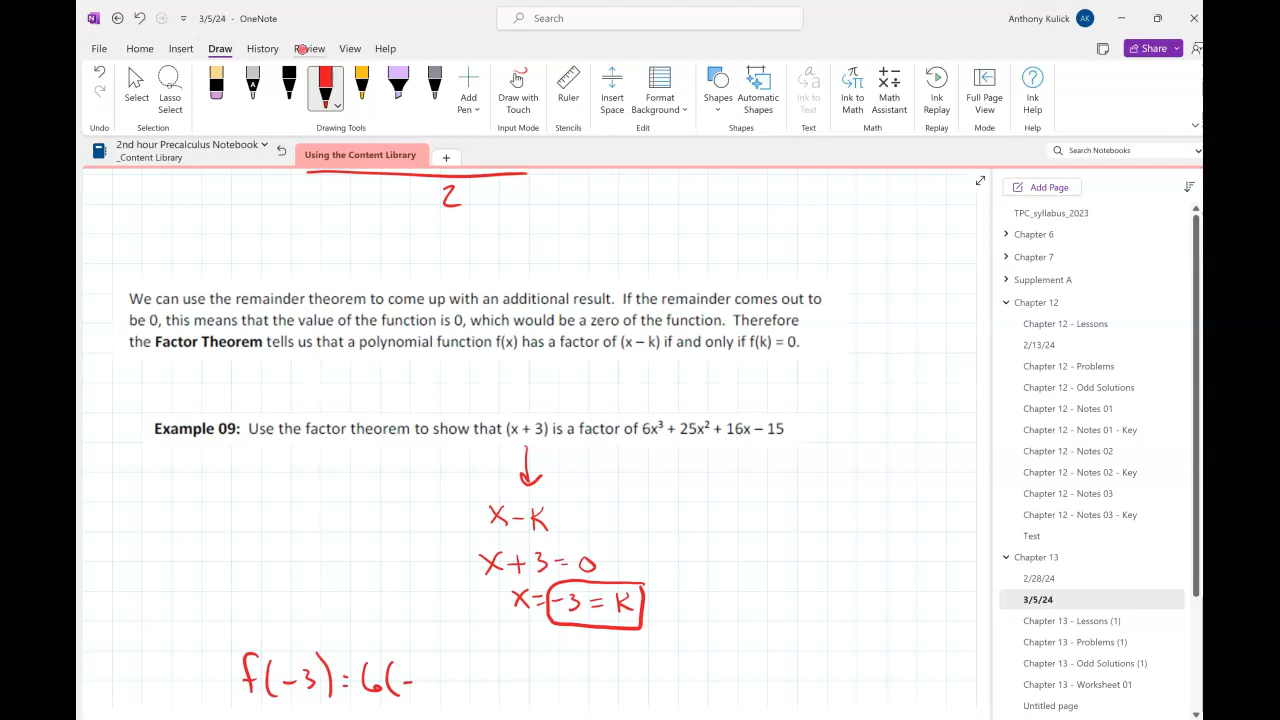 3/5/24 - OneNote
Search
Anthony Kulick
AK
File Home Insert Draw History Review View Help
Share
Undo
Select
Lasso Select
Add Pen
Draw with Touch
Ruler
Insert Space
Format Background
Shapes
Automatic Shapes
Ink to Text
Ink to Math
Math Assistant
Ink Replay
Full Page View
Ink Help
Undo Selection Drawing Tools Input Mode Stencils Edit Shapes Text Math Replay Mode Help
2nd hour Precalculus Notebook
_Content Library
Using the Content Library
Search Notebooks
2
We can use the remainder theorem to come up with an additional result. If the remainder comes out to
be 0, this means that the value of the function is 0, which would be a zero of the function. Therefore
the Factor Theorem tells us that a polynomial function f(x) has a factor of (x – k) if and only if f(k) = 0.
Example 09: Use the factor theorem to show that (x + 3) is a factor of 6x³ + 25x² + 16x – 15
x - k
x + 3 = 0
x = -3 = k
f(-3) = 6(-
Add Page
TPC_syllabus_2023
Chapter 6
Chapter 7
Supplement A
Chapter 12
Chapter 12 - Lessons
2/13/24
Chapter 12 - Problems
Chapter 12 - Odd Solutions
Chapter 12 - Notes 01
Chapter 12 - Notes 01 - Key
Chapter 12 - Notes 02
Chapter 12 - Notes 02 - Key
Chapter 12 - Notes 03
Chapter 12 - Notes 03 - Key
Test
Chapter 13
2/28/24
3/5/24
Chapter 13 - Lessons (1)
Chapter 13 - Problems (1)
Chapter 13 - Odd Solutions (1)
Chapter 13 - Worksheet 01
Untitled page